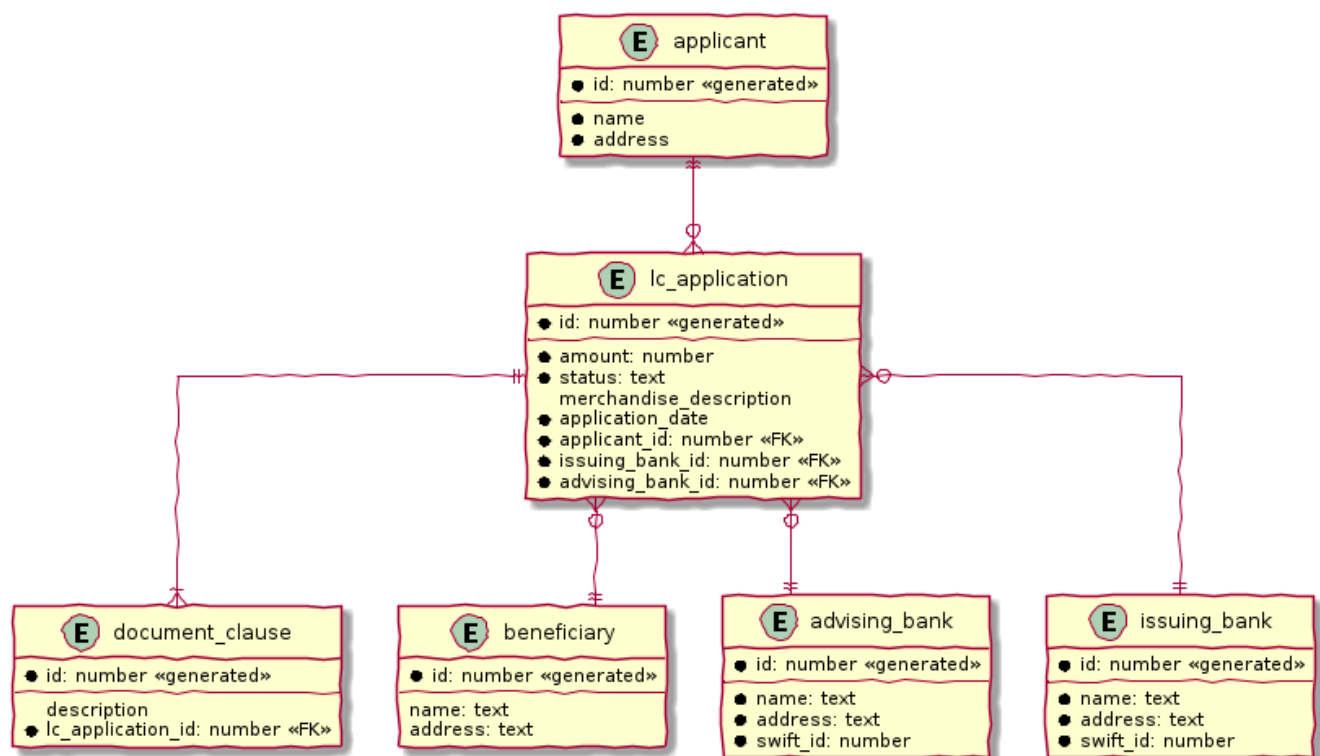 E applicant
id: number «generated»
name
address
E lc_application
id: number «generated»
amount: number
status: text
merchandise_description
application_date
applicant_id: number «FK»
issuing_bank_id: number «FK»
advising_bank_id: number «FK»
E document_clause
id: number «generated»
description
lc_application_id: number «FK»
E beneficiary
id: number «generated»
name: text
address: text
E advising_bank
id: number «generated»
name: text
address: text
swift_id: number
E issuing_bank
id: number «generated»
name: text
address: text
swift_id: number